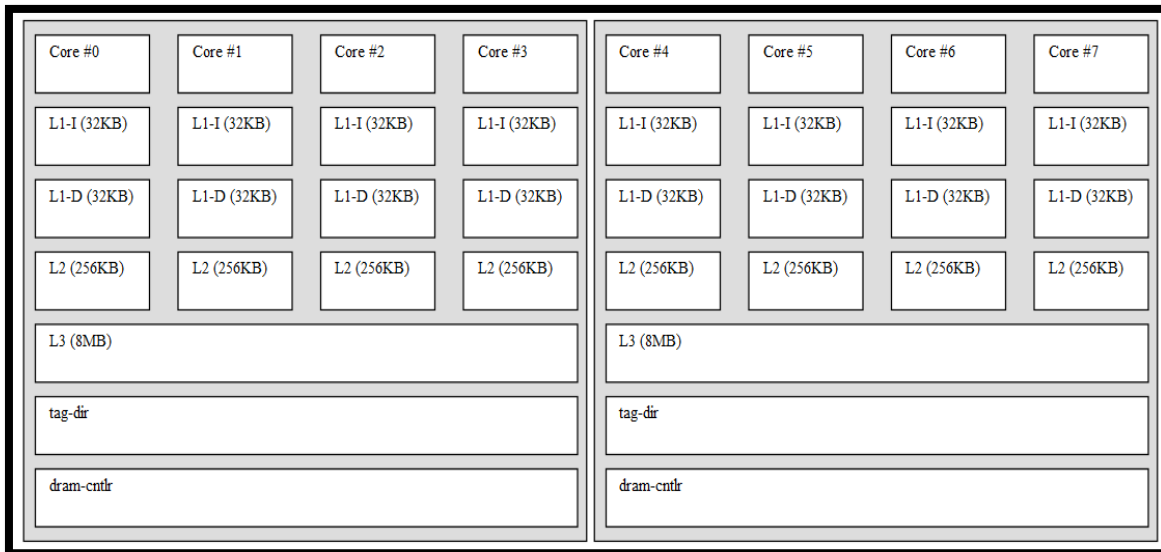 Core #0 Core #1 Core #2 Core #3 Core #4 Core #5 Core #6 Core #7
L1-I (32KB) L1-I (32KB) L1-I (32KB) L1-I (32KB) L1-I (32KB) L1-I (32KB) L1-I (32KB) L1-I (32KB)
L1-D (32KB) L1-D (32KB) L1-D (32KB) L1-D (32KB) L1-D (32KB) L1-D (32KB) L1-D (32KB) L1-D (32KB)
L2 (256KB) L2 (256KB) L2 (256KB) L2 (256KB) L2 (256KB) L2 (256KB) L2 (256KB) L2 (256KB)
L3 (8MB) L3 (8MB)
tag-dir tag-dir
dram-cntlr dram-cntlr